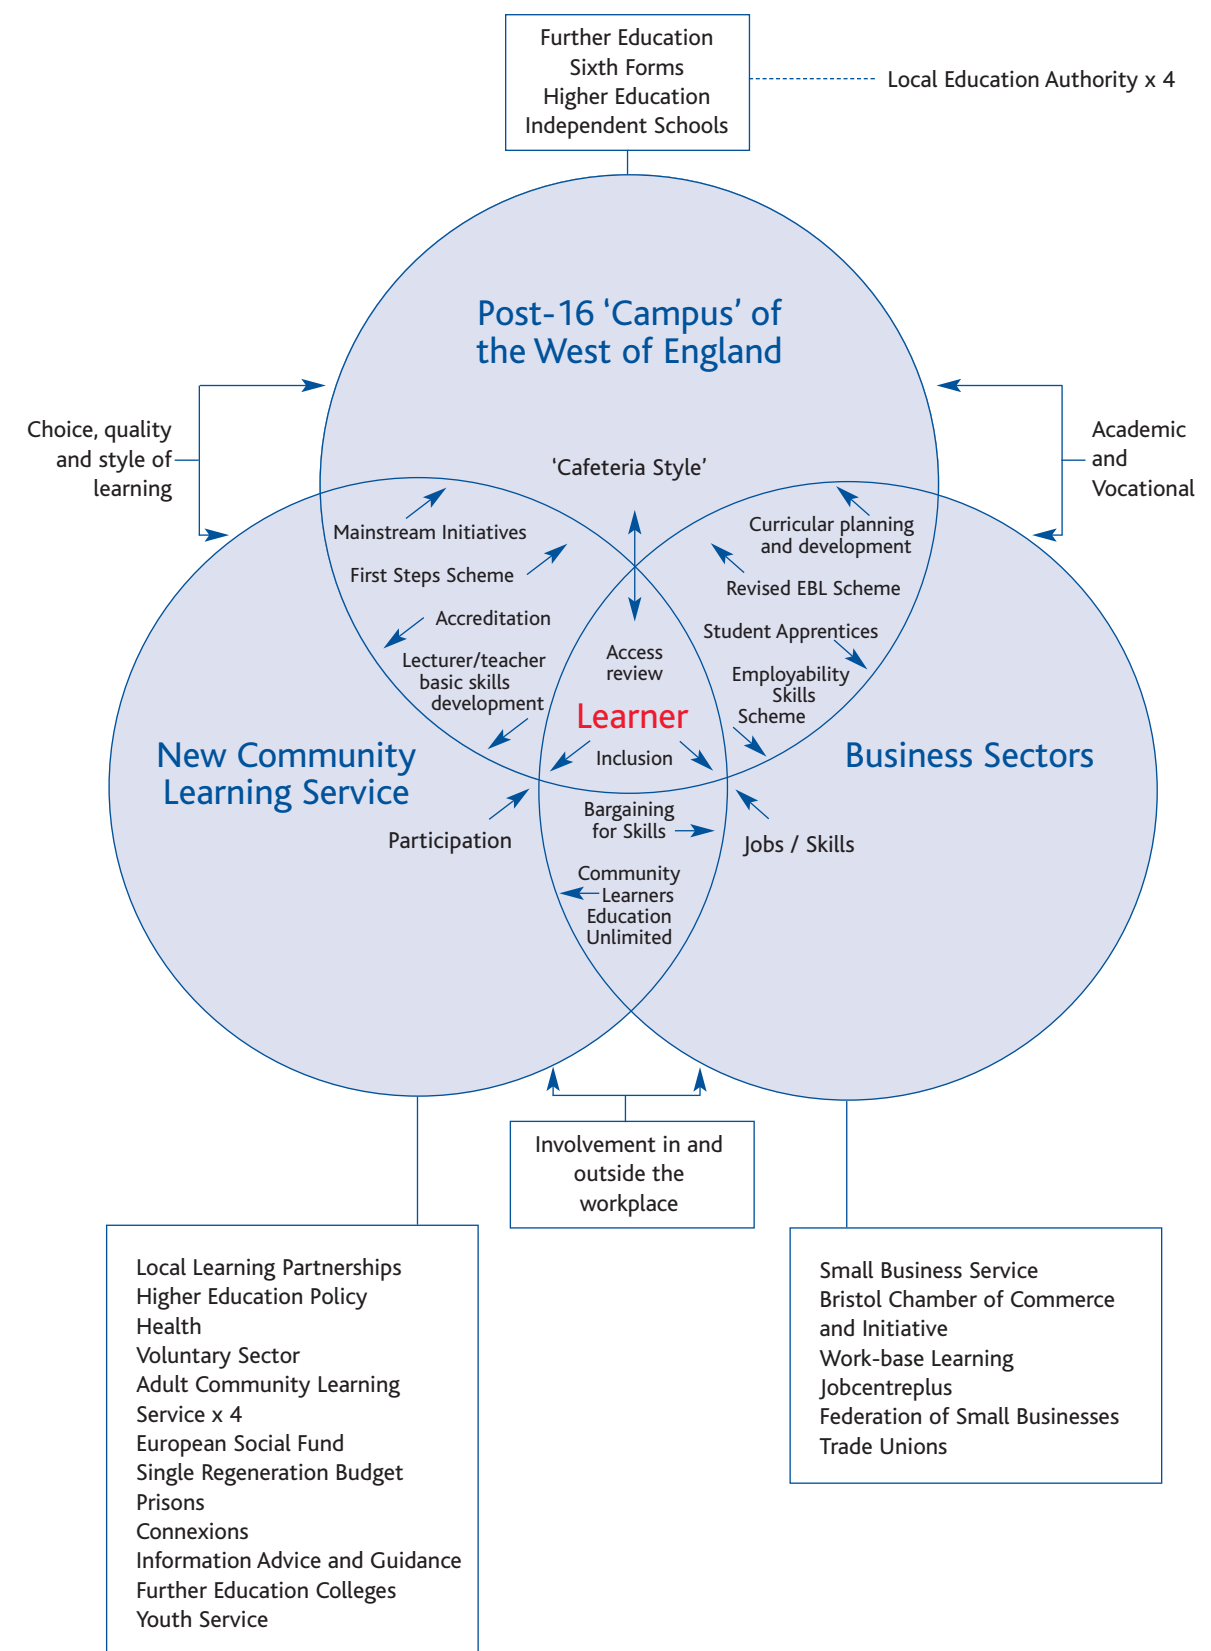 Further Education
Sixth Forms
Higher Education
Independent Schools
Local Education Authority x 4
Post-16 ‘Campus’ of
the West of England
Choice, quality
and style of
learning
Academic
and
Vocational
‘Cafeteria Style’
Mainstream Initiatives
First Steps Scheme
Accreditation
Lecturer/teacher
basic skills
development
Curricular planning
and development
Revised EBL Scheme
Student Apprentices
Employability
Skills
Scheme
Access
review
Learner
Inclusion
New Community
Learning Service
Business Sectors
Participation
Bargaining
for Skills
Jobs / Skills
Community
Learners
Education
Unlimited
Involvement in and
outside the
workplace
Local Learning Partnerships
Higher Education Policy
Health
Voluntary Sector
Adult Community Learning
Service x 4
European Social Fund
Single Regeneration Budget
Prisons
Connexions
Information Advice and Guidance
Further Education Colleges
Youth Service
Small Business Service
Bristol Chamber of Commerce
and Initiative
Work-base Learning
Jobcentreplus
Federation of Small Businesses
Trade Unions